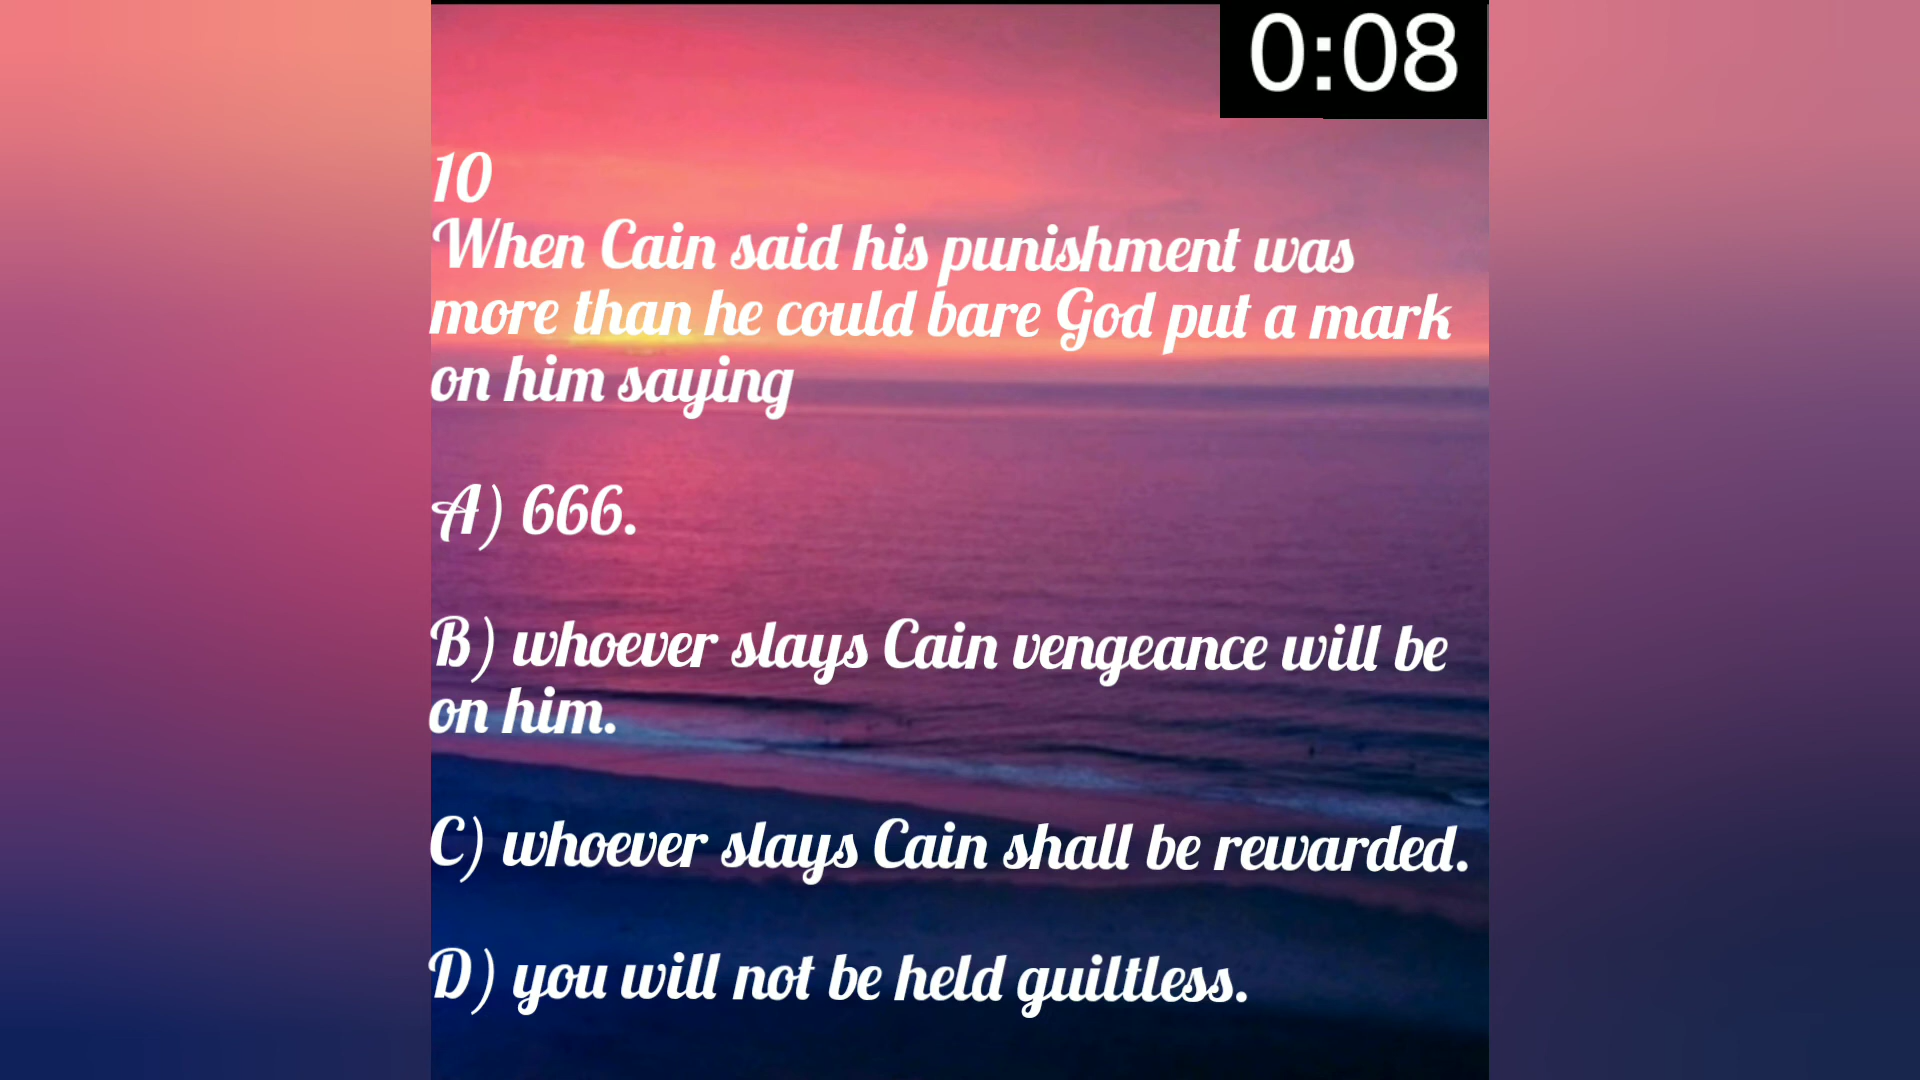 0:08
10
When Cain said his punishment was
more than he could bare God put a mark
on him saying
A) 666.
B) whoever slays Cain vengeance will be
on him.
C) whoever slays Cain shall be rewarded.
D) you will not be held guiltless.